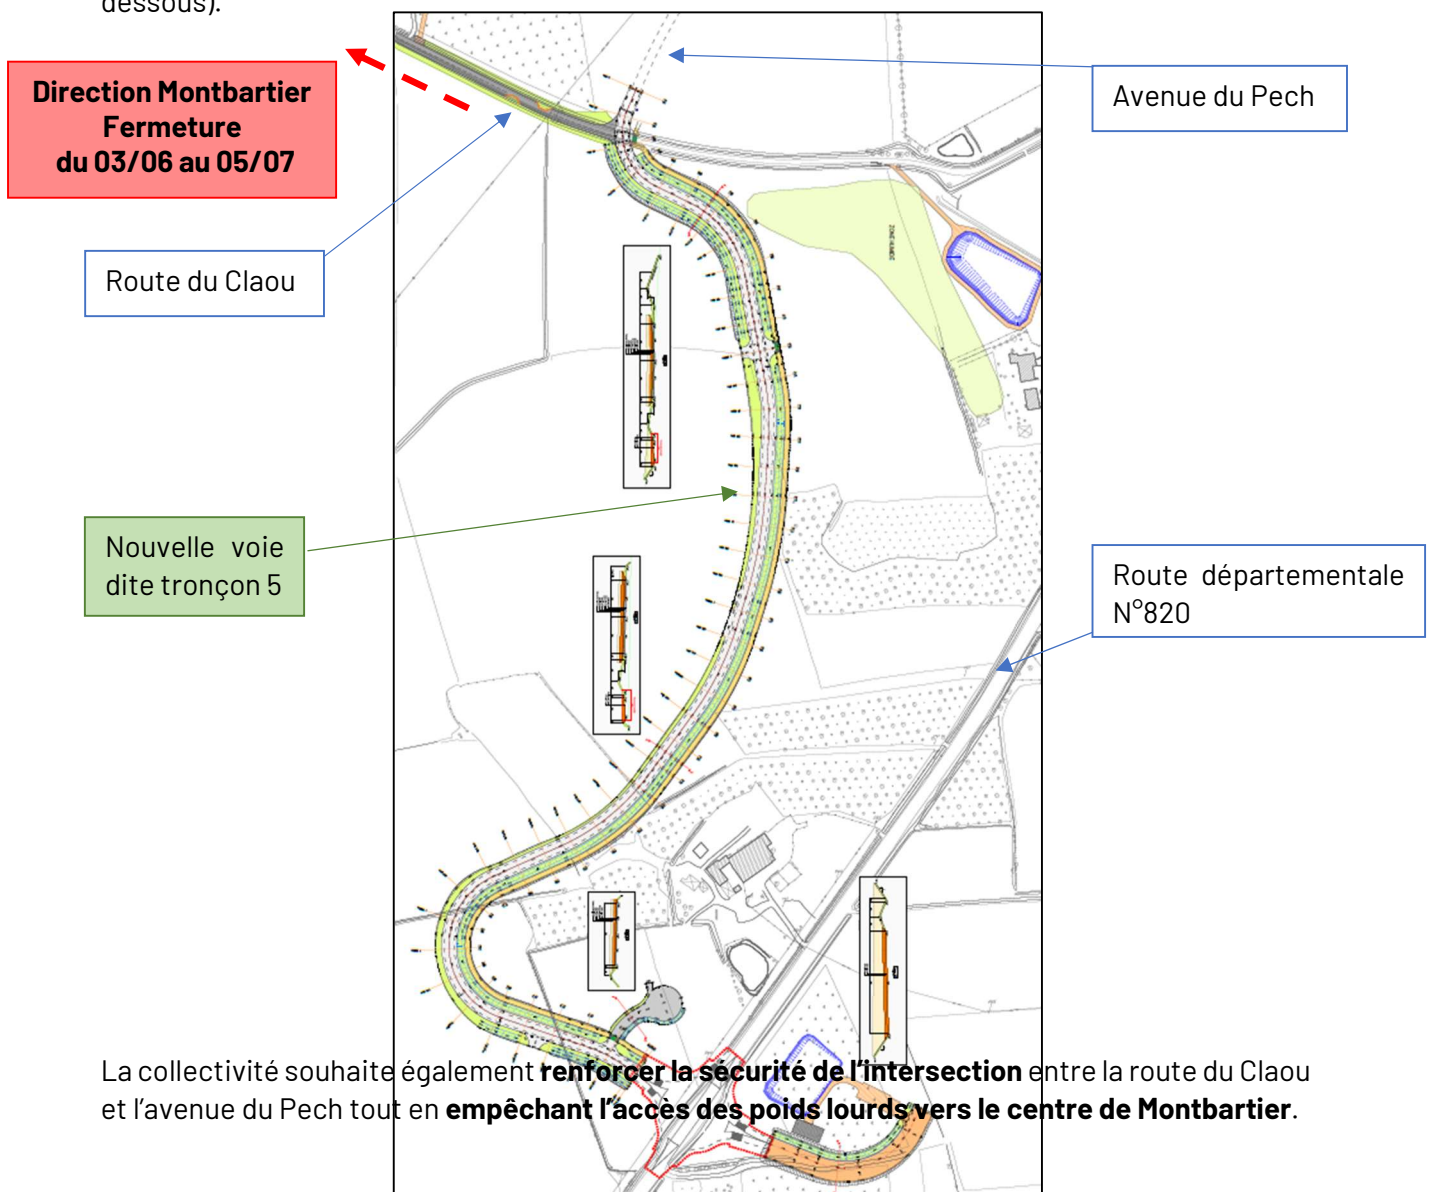 dessous).
Direction Montbartier
Fermeture
du 03/06 au 05/07
Avenue du Pech
Route du Claou
ZONE HUMIDE
Nouvelle voie
dite tronçon 5
Route départementale
N°820
La collectivité souhaite également renforcer la sécurité de l'intersection entre la route du Claou
et l'avenue du Pech tout en empêchant l'accès des poids lourds vers le centre de Montbartier.